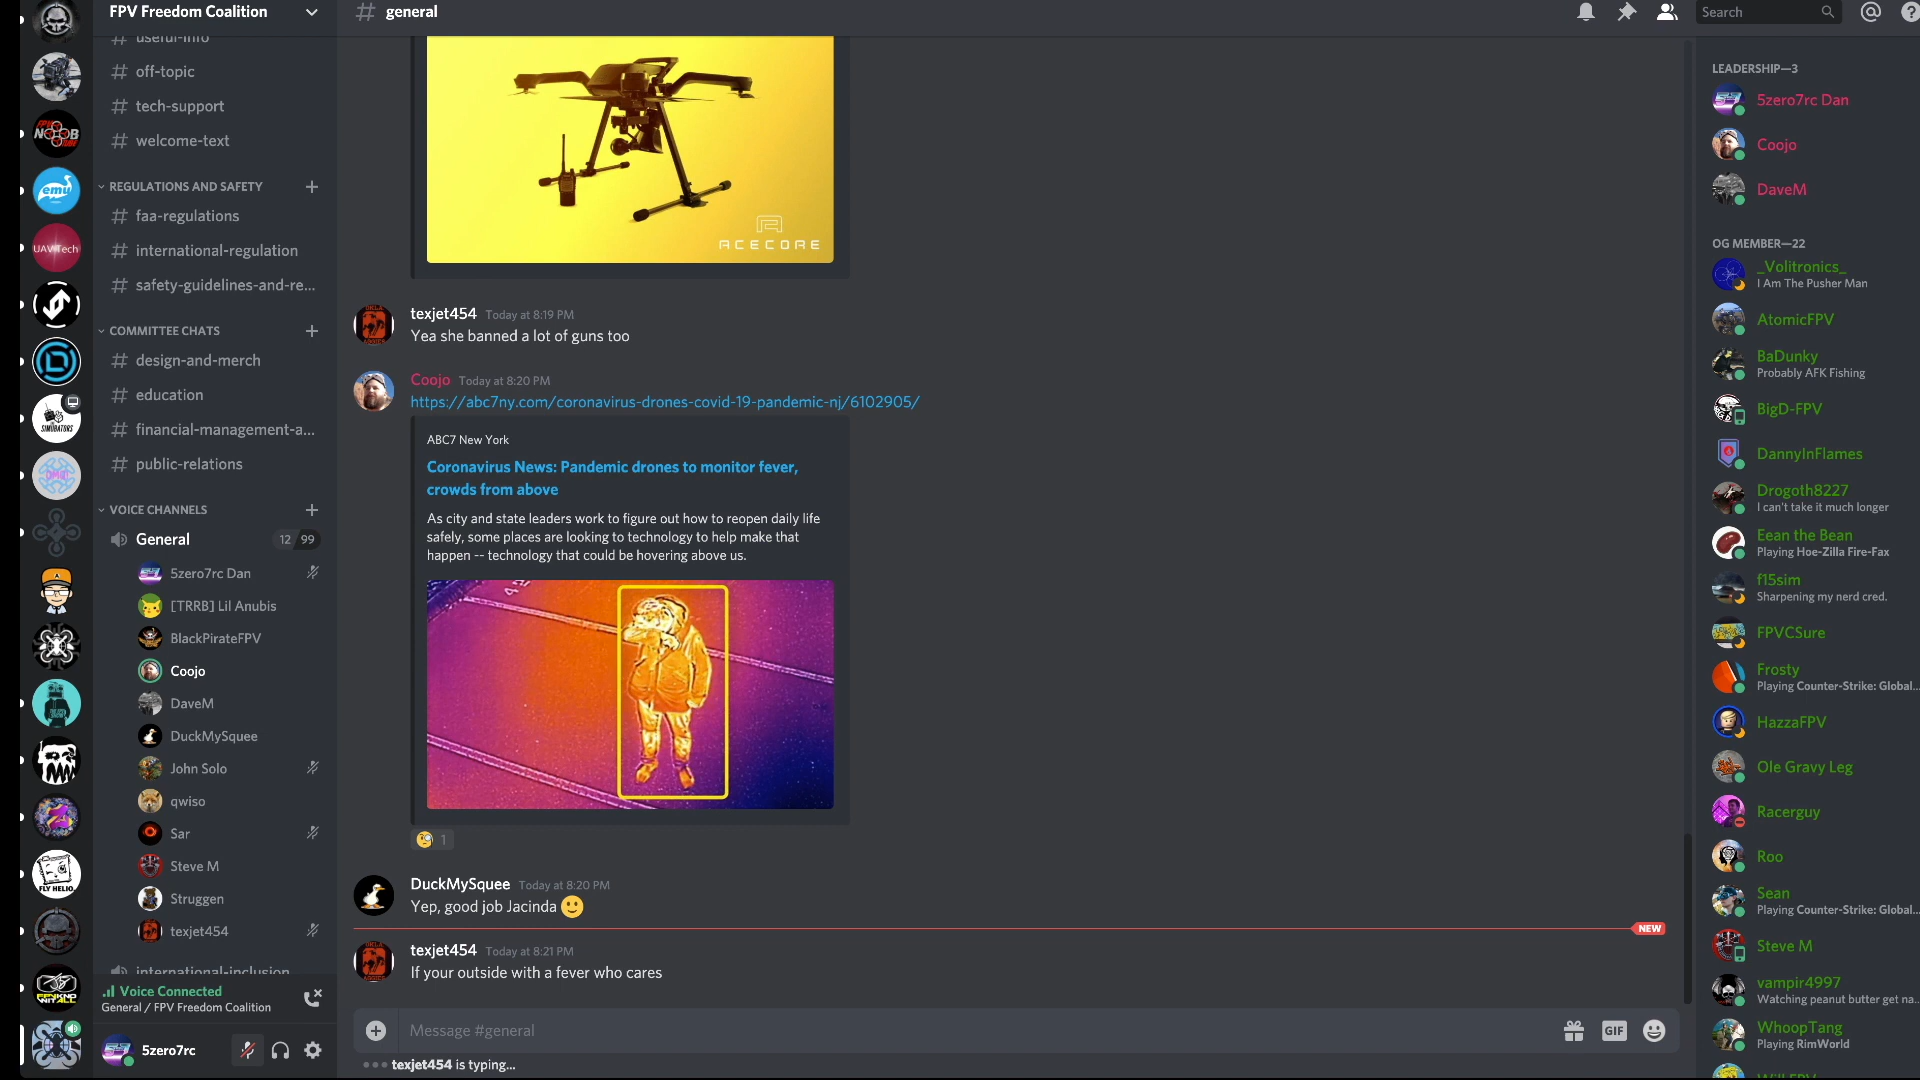 FPV Freedom Coalition
general
Search
useful-info
off-topic
tech-support
welcome-text
REGULATIONS AND SAFETY
faa-regulations
international-regulation
safety-guidelines-and-re...
COMMITTEE CHATS
design-and-merch
education
financial-management-a...
public-relations
VOICE CHANNELS
General
12 / 99
5zero7rc Dan
[TRRB] Lil Anubis
BlackPirateFPV
Coojo
DaveM
DuckMySquee
John Solo
qwiso
Sar
Steve M
Struggen
texjet454
international-inclusion
Voice Connected
General / FPV Freedom Coalition
5zero7rc
NOOB
emu
UAVTech
FLY HELIO
ACECORE
texjet454 Today at 8:19 PM
Yea she banned a lot of guns too
Coojo Today at 8:20 PM
https://abc7ny.com/coronavirus-drones-covid-19-pandemic-nj/6102905/
ABC7 New York
Coronavirus News: Pandemic drones to monitor fever,
crowds from above
As city and state leaders work to figure out how to reopen daily life
safely, some places are looking to technology to help make that
happen -- technology that could be hovering above us.
1
DuckMySquee Today at 8:20 PM
Yep, good job Jacinda
NEW
texjet454 Today at 8:21 PM
If your outside with a fever who cares
Message #general
GIF
texjet454 is typing...
LEADERSHIP—3
5zero7rc Dan
Coojo
DaveM
OG MEMBER—22
_Volitronics_
I Am The Pusher Man
AtomicFPV
BaDunky
Probably AFK Fishing
BigD-FPV
DannyInFlames
Drogoth8227
I can't take it much longer
Eean the Bean
Playing Hoe-Zilla Fire-Fax
f15sim
Sharpening my nerd cred.
FPVCSure
Frosty
Playing Counter-Strike: Global...
HazzaFPV
Ole Gravy Leg
Racerguy
Roo
Sean
Playing Counter-Strike: Global...
Steve M
vampir4997
Watching peanut butter get na...
WhoopTang
Playing RimWorld